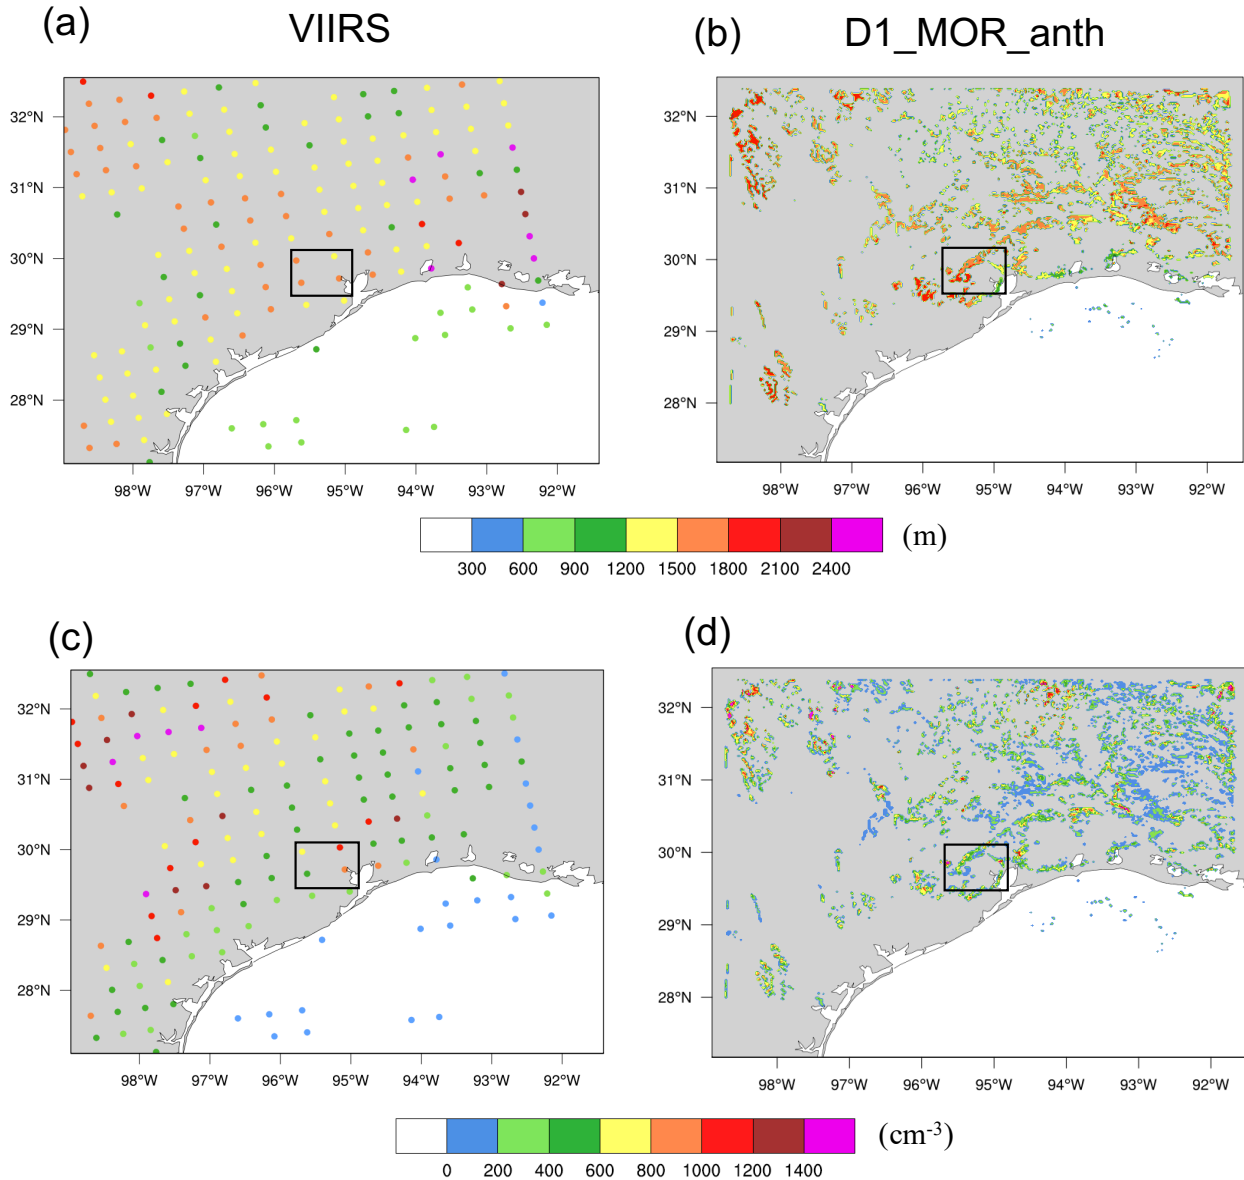 (a)
VIIRS
(b)
D1_MOR_anth
32°N
31°N
30°N
29°N
28°N
98°W 97°W 96°W 95°W 94°W 93°W 92°W
32°N
31°N
30°N
29°N
28°N
98°W 97°W 96°W 95°W 94°W 93°W 92°W
300 600 900 1200 1500 1800 2100 2400
(m)
(c)
(d)
32°N
31°N
30°N
29°N
28°N
98°W 97°W 96°W 95°W 94°W 93°W 92°W
32°N
31°N
30°N
29°N
28°N
98°W 97°W 96°W 95°W 94°W 93°W 92°W
0 200 400 600 800 1000 1200 1400
(cm⁻³)